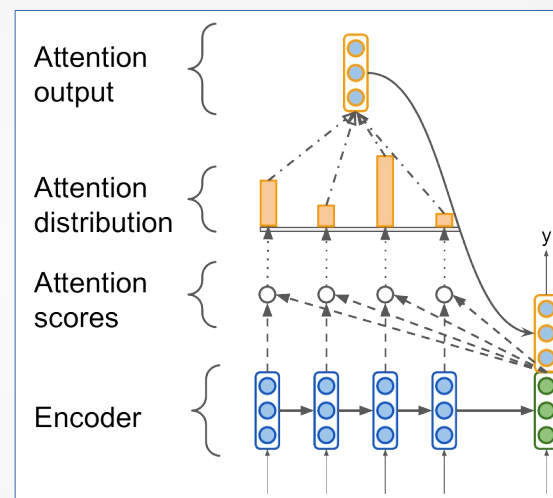 Attention
output
Attention
distribution
Attention
scores
Encoder
y